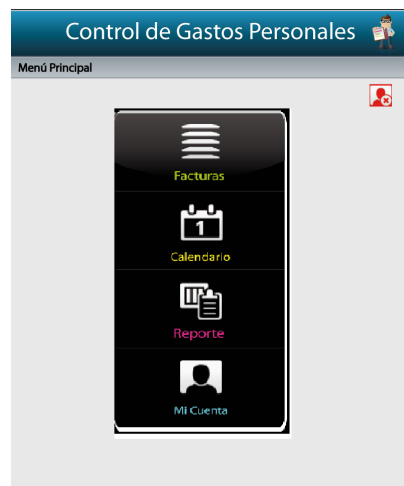 Control de Gastos Personales
Menú Principal
Facturas
1
Calendario
Reporte
Mi Cuenta